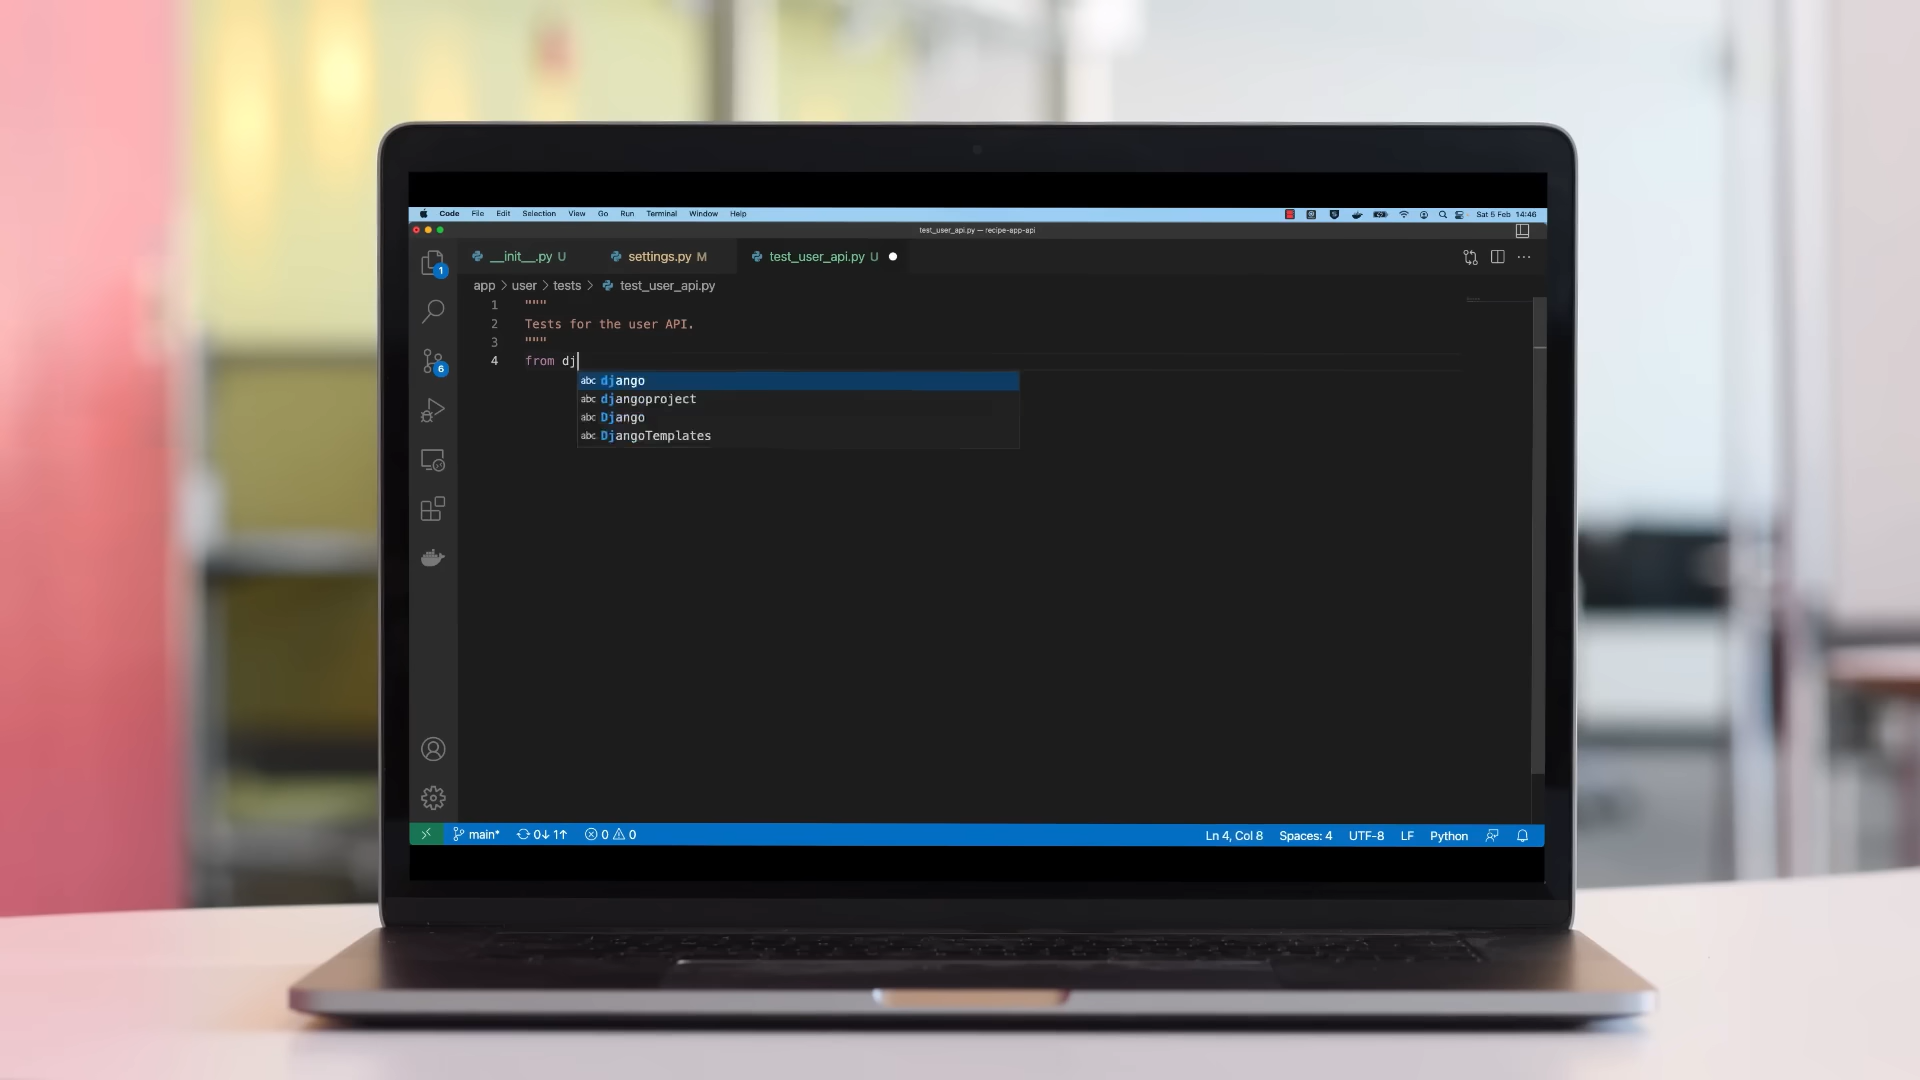 Code File Edit Selection View Go Run Terminal Window Help Sat 5 Feb 14:46
test_user_api.py — recipe-app-api
__init__.py U settings.py M test_user_api.py U
app > user > tests > test_user_api.py
1
1 """
2 Tests for the user API.
3 """
4 from dj
6
abc django
abc djangoproject
abc Django
abc DjangoTemplates
main* 0↓ 1↑ 0 0 Ln 4, Col 8 Spaces: 4 UTF-8 LF Python